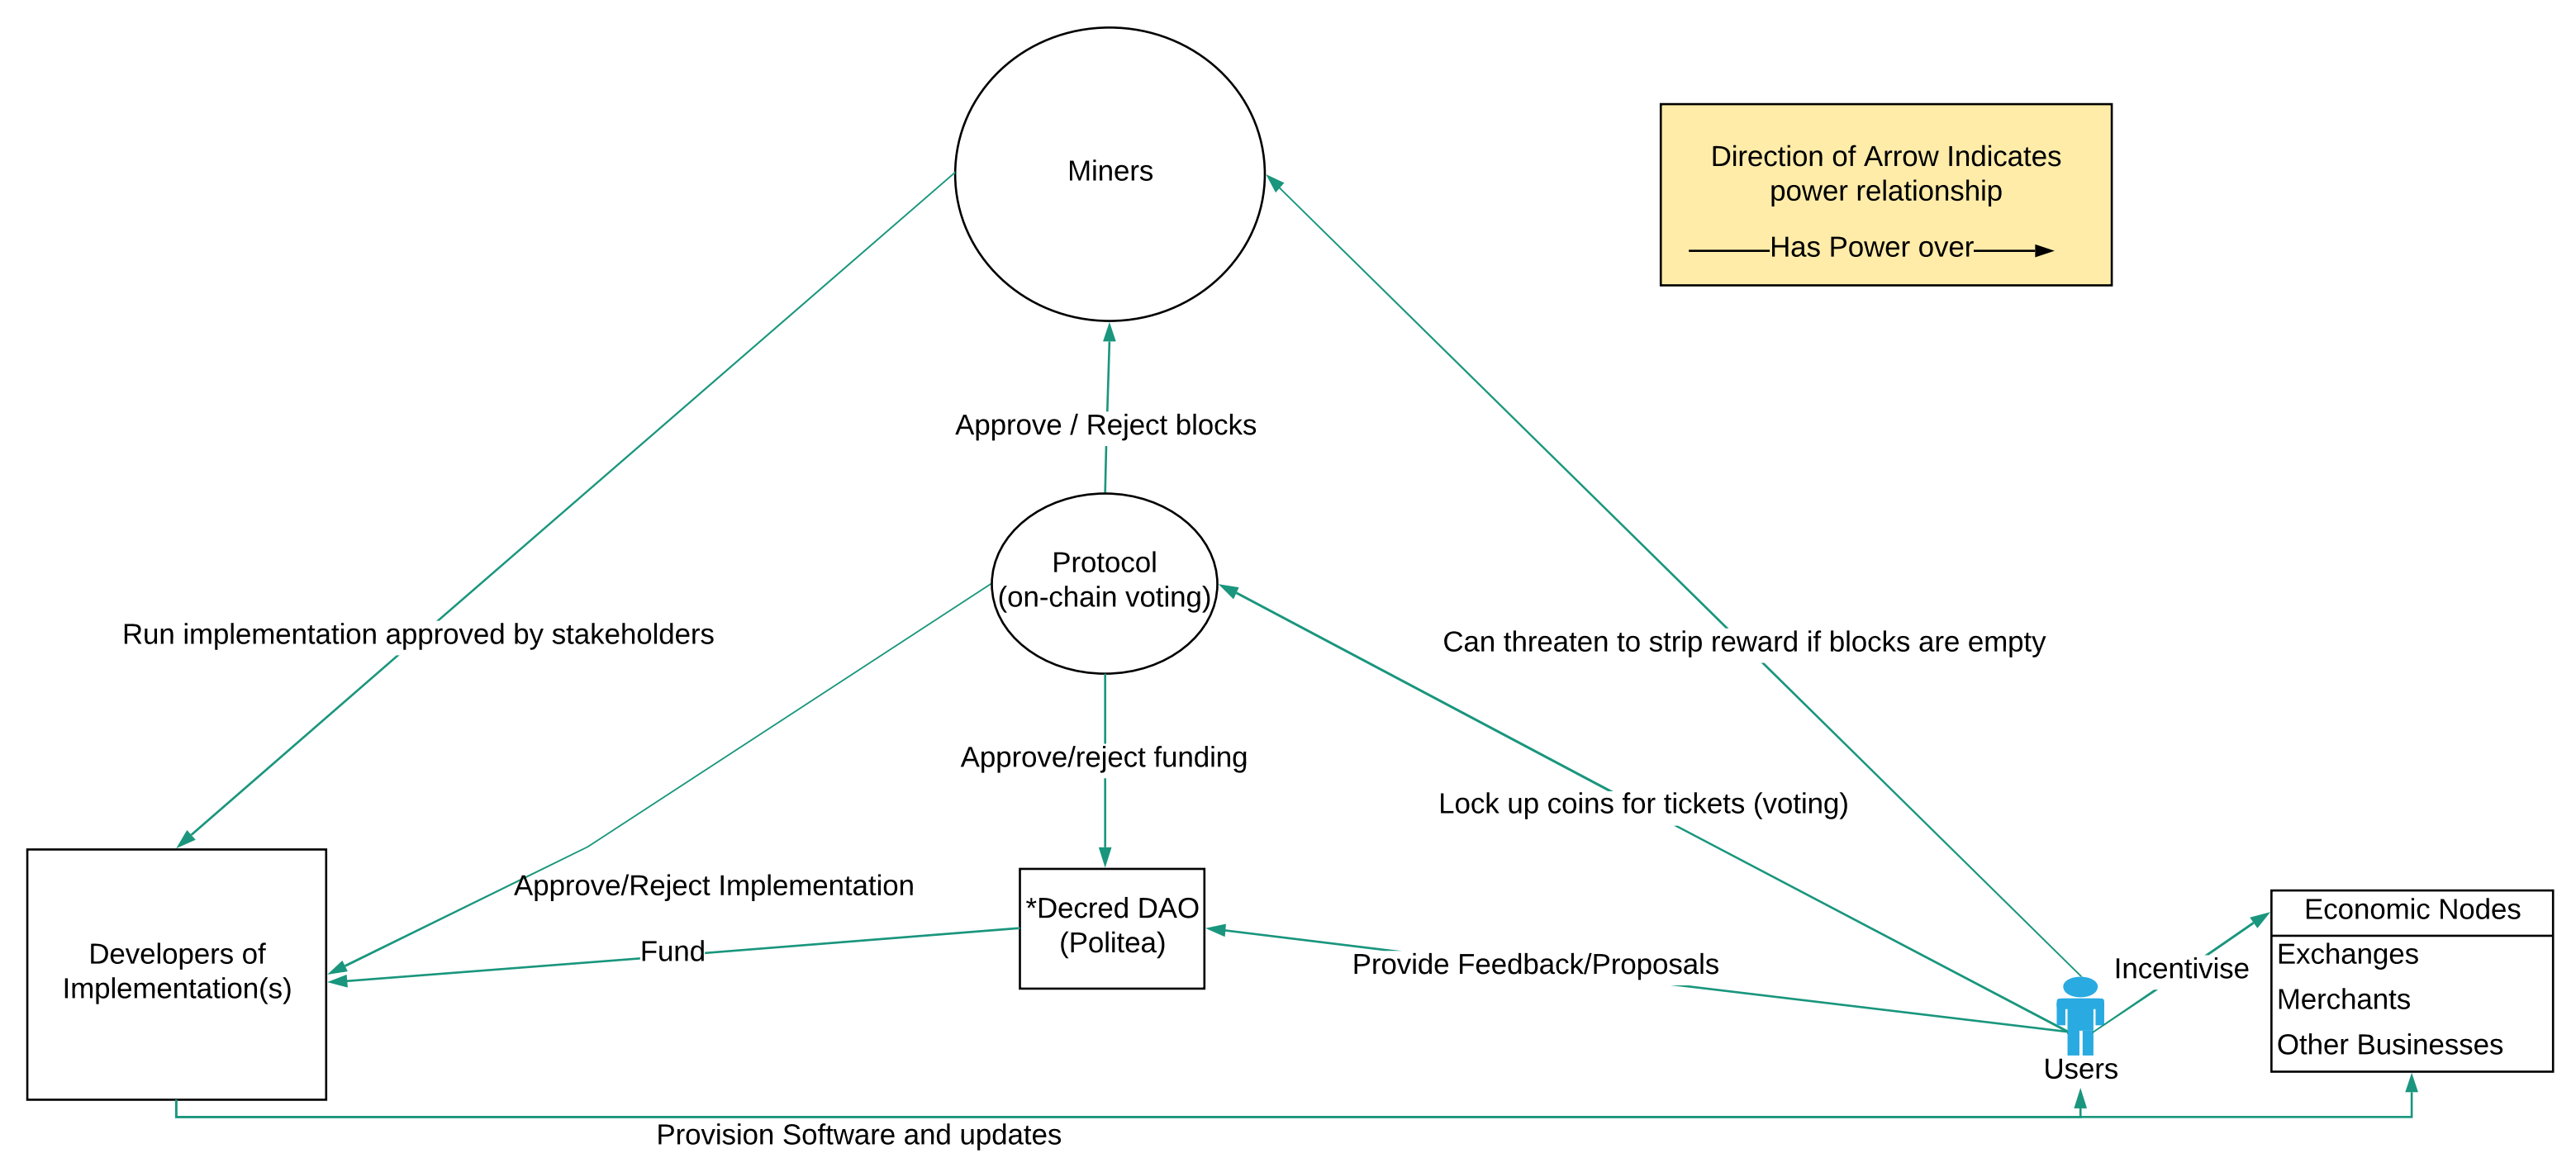 Miners
Direction of Arrow Indicates
power relationship
Has Power over
Approve / Reject blocks
Protocol
(on-chain voting)
Run implementation approved by stakeholders
Can threaten to strip reward if blocks are empty
Approve/reject funding
Lock up coins for tickets (voting)
Approve/Reject Implementation
*Decred DAO
(Politea)
Economic Nodes
Exchanges
Merchants
Other Businesses
Developers of
Implementation(s)
Fund
Provide Feedback/Proposals
Incentivise
Users
Provision Software and updates